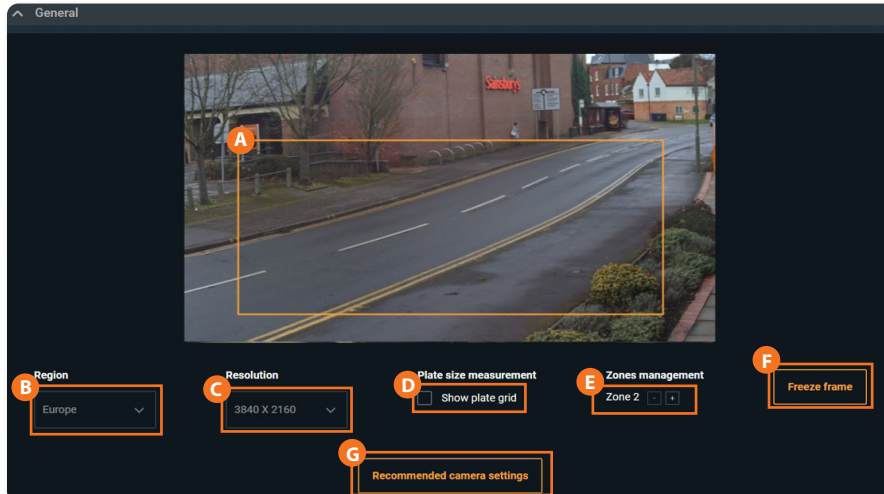 General
Sainsbury's
A
Region
Resolution
Plate size measurement
Zones management
F
B
C
D
E
Europe
3840 X 2160
Show plate grid
Zone 2 - +
Freeze frame
G
Recommended camera settings